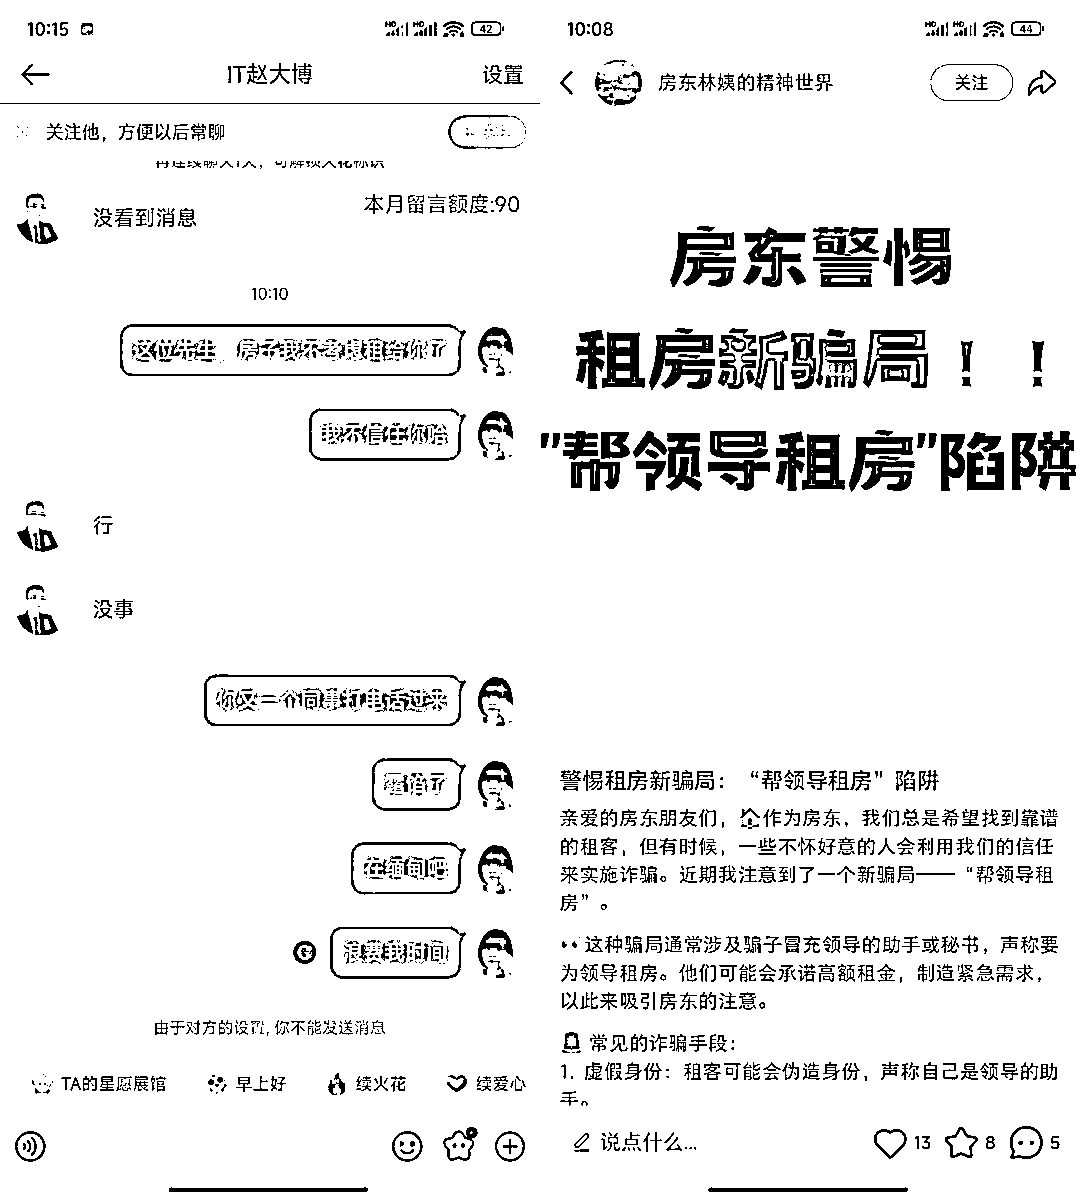 10:15
42
IT赵大博
设置
关注他，方便以后常聊
本月留言额度:90
没看到消息
10:10
这位先生，房子我不考虑租给你了
我不信任你哈
行
没事
你又一个同事打电话过来
在缅甸吧
浪费我时间
由于对方的设置，你不能发送消息
TA的星愿展馆
早上好
续火花
续爱心
10:08
44
房东林姨的精神世界
关注
房东警惕
租房新骗局！！
"帮领导租房"陷阱
警惕租房新骗局：“帮领导租房”陷阱
亲爱的房东朋友们，🏠作为房东，我们总是希望找到靠谱
的租客，但有时候，一些不怀好意的人会利用我们的信任
来实施诈骗。近期我注意到了一个新骗局——“帮领导租
房”。
👀这种骗局通常涉及骗子冒充领导的助手或秘书，声称要
为领导租房。他们可能会承诺高额租金，制造紧急需求，
以此来吸引房东的注意。
常见的诈骗手段：
1. 虚假身份：租客可能会伪造身份，声称自己是领导的助
手。
说点什么...
13
8
5